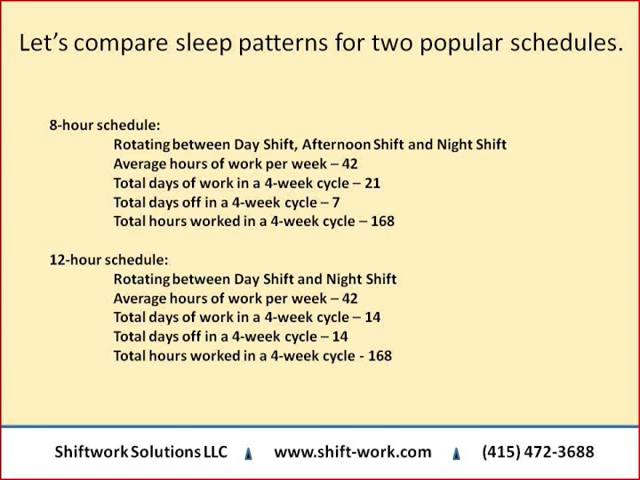 Let's compare sleep patterns for two popular schedules.
8-hour schedule:
Rotating between Day Shift, Afternoon Shift and Night Shift
Average hours of work per week – 42
Total days of work in a 4-week cycle – 21
Total days off in a 4-week cycle – 7
Total hours worked in a 4-week cycle – 168
12-hour schedule:
Rotating between Day Shift and Night Shift
Average hours of work per week – 42
Total days of work in a 4-week cycle – 14
Total days off in a 4-week cycle – 14
Total hours worked in a 4-week cycle - 168
Shiftwork Solutions LLC www.shift-work.com (415) 472-3688